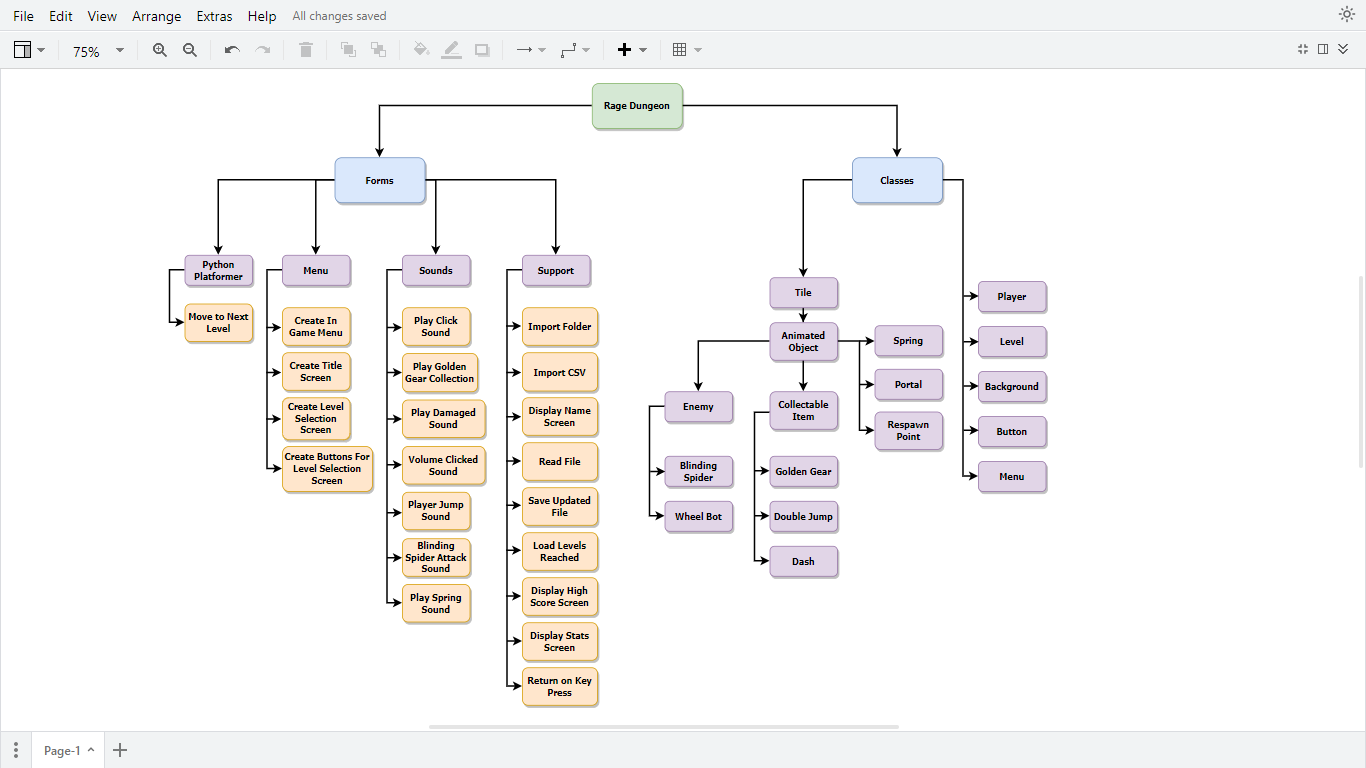 File Edit View Arrange Extras Help All changes saved
75%
Rage Dungeon
Forms
Classes
Python
Platformer
Menu
Sounds
Support
Move to Next
Level
Create In
Game Menu
Create Title
Screen
Create Level
Selection
Screen
Create Buttons For
Level Selection
Screen
Play Click
Sound
Play Golden
Gear Collection
Play Damaged
Sound
Volume Clicked
Sound
Player Jump
Sound
Blinding
Spider Attack
Sound
Play Spring
Sound
Import Folder
Import CSV
Display Name
Screen
Read File
Save Updated
File
Load Levels
Reached
Display High
Score Screen
Display Stats
Screen
Return on Key
Press
Tile
Animated
Object
Enemy
Blinding
Spider
Wheel Bot
Collectable
Item
Golden Gear
Double Jump
Dash
Spring
Portal
Respawn
Point
Player
Level
Background
Button
Menu
Page-1